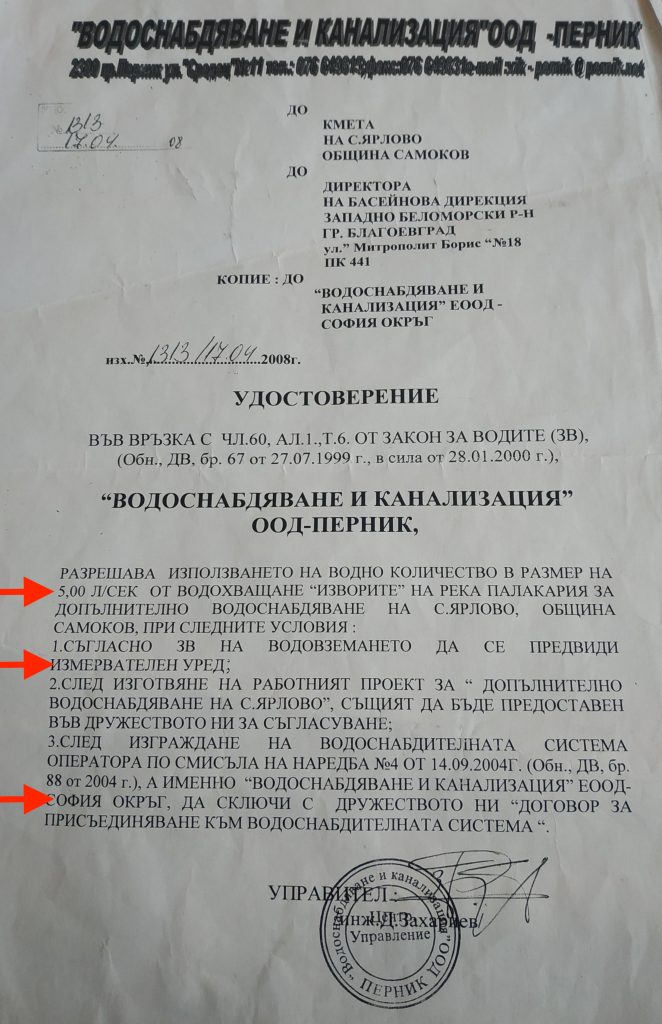 "ВОДОСНАБДЯВАНЕ И КАНАЛИЗАЦИЯ"ООД -ПЕРНИК
2300 гр.Перник ул."Средец"№11 тел.: 076 649819;факс:076 649831e-mail :vik - pernik @ pernik.net
1313
17.04. 08
ДО
КМЕТА
НА С.ЯРЛОВО
ОБЩИНА САМОКОВ
ДО
ДИРЕКТОРА
НА БАСЕЙНОВА ДИРЕКЦИЯ
ЗАПАДНО БЕЛОМОРСКИ Р-Н
ГР. БЛАГОЕВГРАД
ул." Митрополит Борис "№18
ПК 441
КОПИЕ : ДО
"ВОДОСНАБДЯВАНЕ И
КАНАЛИЗАЦИЯ" ЕООД -
СОФИЯ ОКРЪГ
изх.№ 1313/17.04 2008г.
УДОСТОВЕРЕНИЕ
ВЪВ ВРЪЗКА С ЧЛ.60, АЛ.1.,Т.6. ОТ ЗАКОН ЗА ВОДИТЕ (ЗВ),
(Обн., ДВ, бр. 67 от 27.07.1999 г., в сила от 28.01.2000 г.),
"ВОДОСНАБДЯВАНЕ И КАНАЛИЗАЦИЯ"
ООД-ПЕРНИК,
РАЗРЕШАВА ИЗПОЛЗВАНЕТО НА ВОДНО КОЛИЧЕСТВО В РАЗМЕР НА
5,00 Л/СЕК ОТ ВОДОХВАЩАНЕ "ИЗВОРИТЕ" НА РЕКА ПАЛАКАРИЯ ЗА
ДОПЪЛНИТЕЛНО ВОДОСНАБДЯВАНЕ НА С.ЯРЛОВО, ОБЩИНА
САМОКОВ, ПРИ СЛЕДНИТЕ УСЛОВИЯ :
1.СЪГЛАСНО ЗВ НА ВОДОВЗЕМАНЕТО ДА СЕ ПРЕДВИДИ
ИЗМЕРВАТЕЛЕН УРЕД;
2.СЛЕД ИЗГОТВЯНЕ НА РАБОТНИЯТ ПРОЕКТ ЗА " ДОПЪЛНИТЕЛНО
ВОДОСНАБДЯВАНЕ НА С.ЯРЛОВО", СЪЩИЯТ ДА БЪДЕ ПРЕДОСТАВЕН
ВЪВ ДРУЖЕСТВОТО НИ ЗА СЪГЛАСУВАНЕ;
3.СЛЕД ИЗГРАЖДАНЕ НА ВОДОСНАБДИТЕЛНАТА СИСТЕМА
ОПЕРАТОРА ПО СМИСЪЛА НА НАРЕДБА №4 ОТ 14.09.2004Г. (Обн., ДВ, бр.
88 от 2004 г.), А ИМЕННО "ВОДОСНАБДЯВАНЕ И КАНАЛИЗАЦИЯ" ЕООД-
СОФИЯ ОКРЪГ, ДА СКЛЮЧИ С ДРУЖЕСТВОТО НИ "ДОГОВОР ЗА
ПРИСЪЕДИНЯВАНЕ КЪМ ВОДОСНАБДИТЕЛНАТА СИСТЕМА ".
УПРАВИТЕЛ:
инж.Д.Захариев
"Водоснабдяване и канализация" ООД
Център
Управление
ПЕРНИК